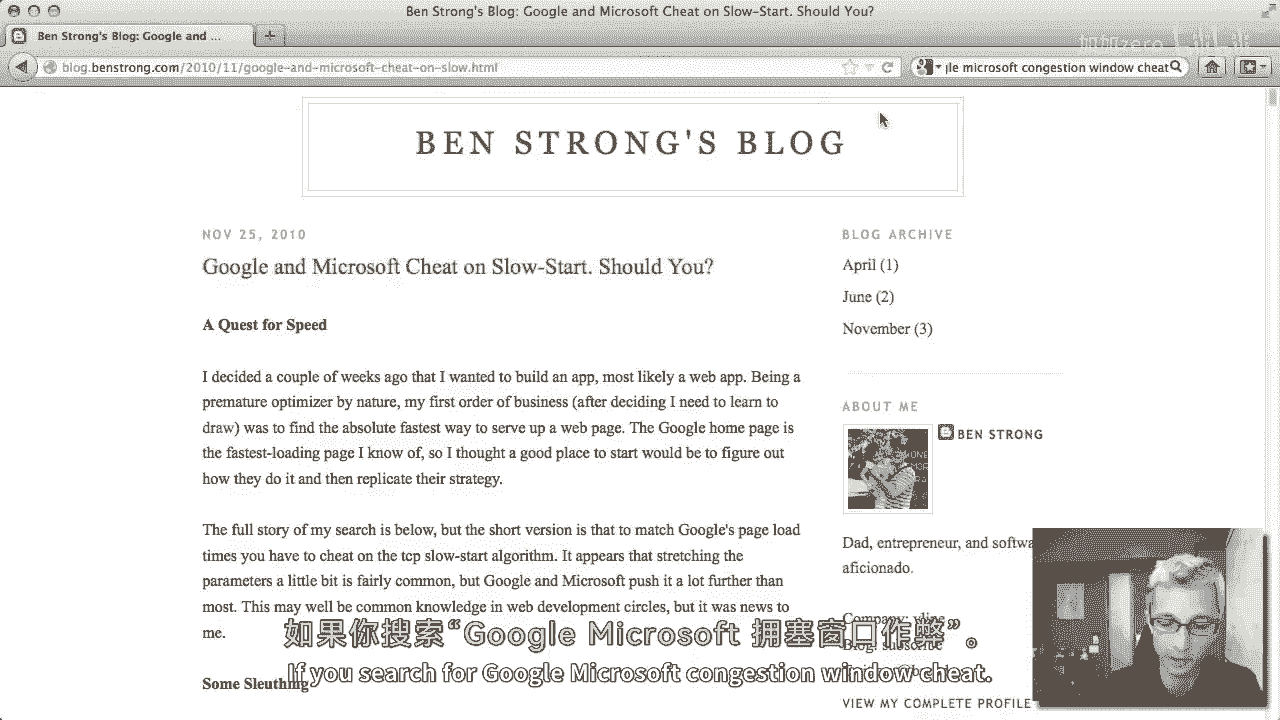 Ben Strong's Blog: Google and Microsoft Cheat on Slow-Start. Should You?
Ben Strong's Blog: Google and ...
blog.benstrong.com/2010/11/google-and-microsoft-cheat-on-slow.html
le microsoft congestion window cheat
BEN STRONG'S BLOG
NOV 25, 2010
Google and Microsoft Cheat on Slow-Start. Should You?
A Quest for Speed
I decided a couple of weeks ago that I wanted to build an app, most likely a web app. Being a
premature optimizer by nature, my first order of business (after deciding I need to learn to
draw) was to find the absolute fastest way to serve up a web page. The Google home page is
the fastest-loading page I know of, so I thought a good place to start would be to figure out
how they do it and then replicate their strategy.
The full story of my search is below, but the short version is that to match Google's page load
times you have to cheat on the tcp slow-start algorithm. It appears that stretching the
parameters a little bit is fairly common, but Google and Microsoft push it a lot further than
most. This may well be common knowledge in web development circles, but it was news to
me.
Some Sleuthing
BLOG ARCHIVE
April (1)
June (2)
November (3)
ABOUT ME
BEN STRONG
Dad, entrepreneur, and softwa
aficionado.
VIEW MY COMPLETE PROFILE
如果你搜索“Google Microsoft 拥塞窗口作弊”。
If you search for Google Microsoft congestion window cheat.